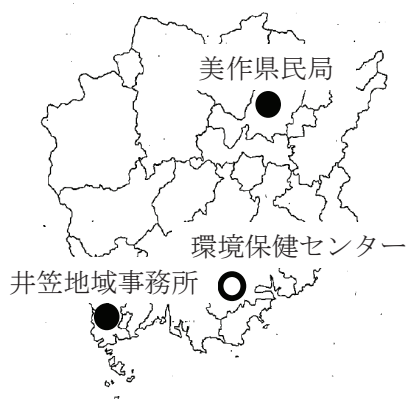 美作県民局
環境保健センター
井笠地域事務所